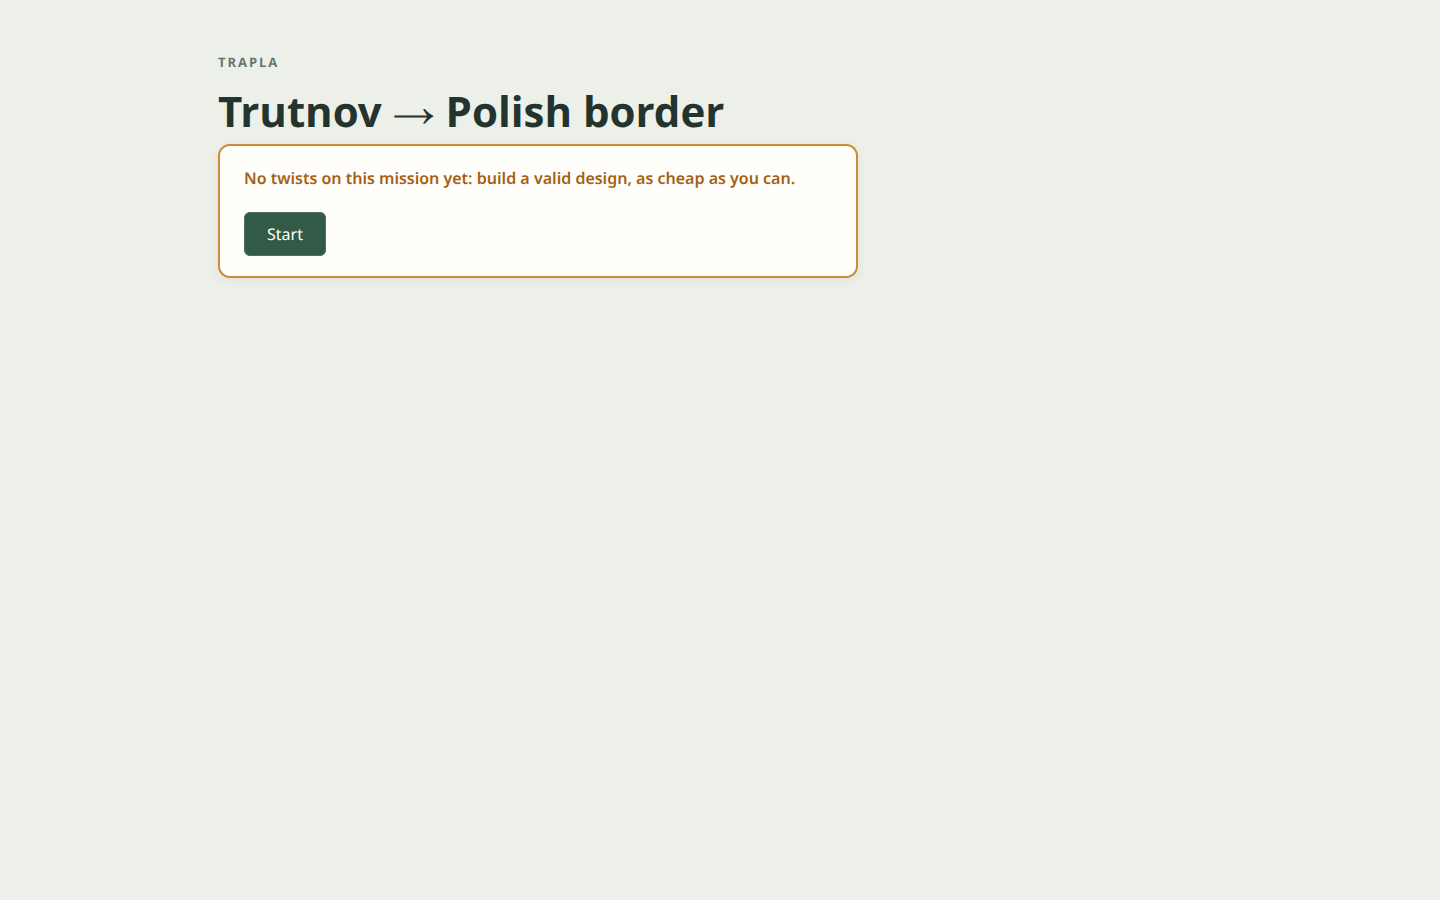 TRAPLA
Trutnov → Polish border
No twists on this mission yet: build a valid design, as cheap as you can.
Start